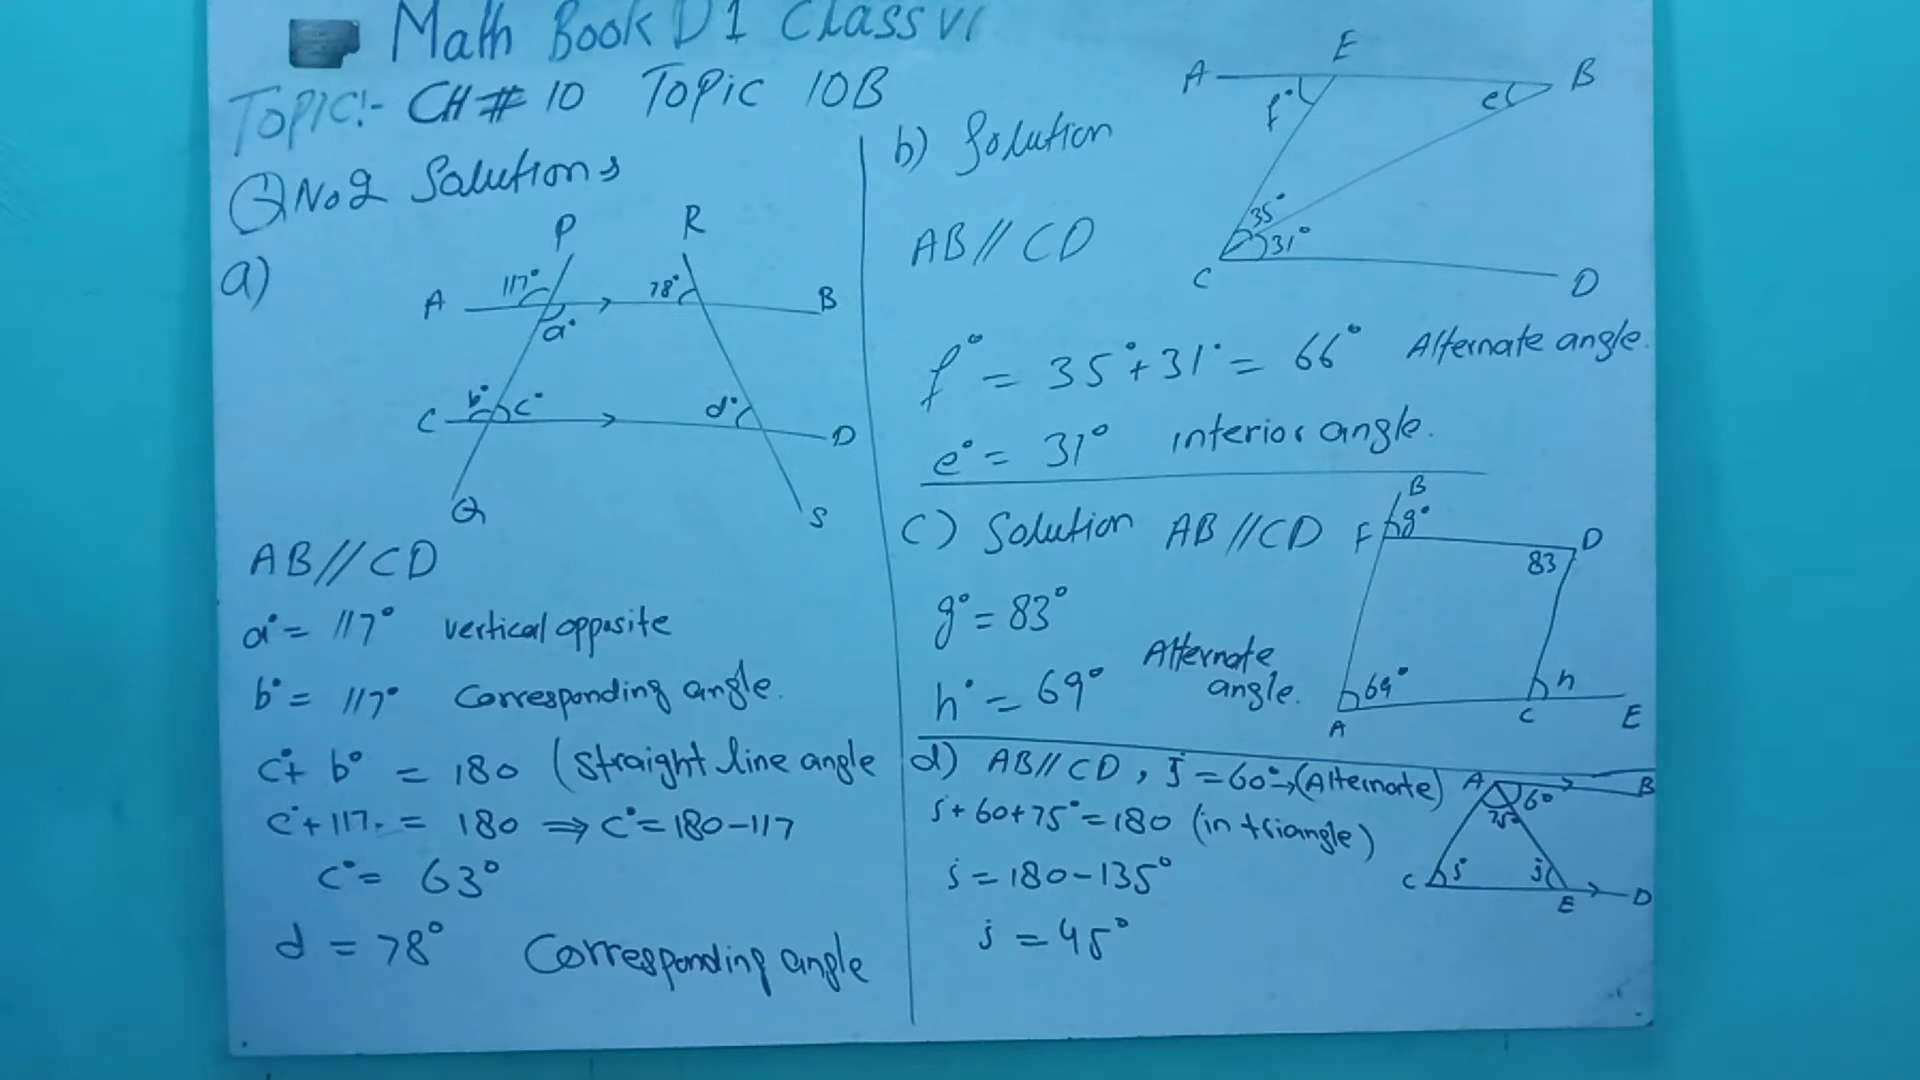 Math Book D1 Class VI
Topic:- CH # 10 Topic 10B
Q No 2 Solutions
a)
P R
117° 78°
A B
a°
b° c° d°
C D
Q S
AB // CD
a° = 117° vertical opposite
b° = 117° Corresponding angle.
c° + b° = 180 (straight line angle
c° + 117. = 180 ⇒ c° = 180 - 117
c° = 63°
d = 78° Corresponding angle
b) Solution
A E B
f° e
35°
31°
C D
AB // CD
f° = 35° + 31° = 66° Alternate angle.
e° = 31° interior angle.
c) Solution AB // CD
B
F g° D
83
69° h
A C E
g° = 83°
h° = 69° Alternate angle.
d) AB // CD, j = 60° → (Alternate)
i + 60 + 75° = 180 (in triangle)
i = 180 - 135°
i = 45°
A B
60
75°
C i j
E D